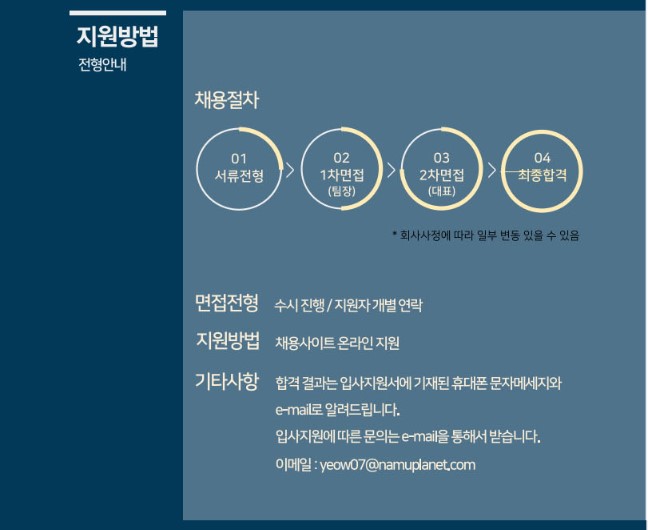 지원방법
전형안내
채용절차
01
서류전형
02
1차면접
(팀장)
03
2차면접
(대표)
04
최종합격
* 회사사정에 따라 일부 변동 있을 수 있음
면접전형 수시 진행 / 지원자 개별 연락
지원방법 채용사이트 온라인 지원
기타사항 합격 결과는 입사지원서에 기재된 휴대폰 문자메세지와
e-mail로 알려드립니다.
입사지원에 따른 문의는 e-mail을 통해서 받습니다.
이메일 : yeow07@namuplanet.com